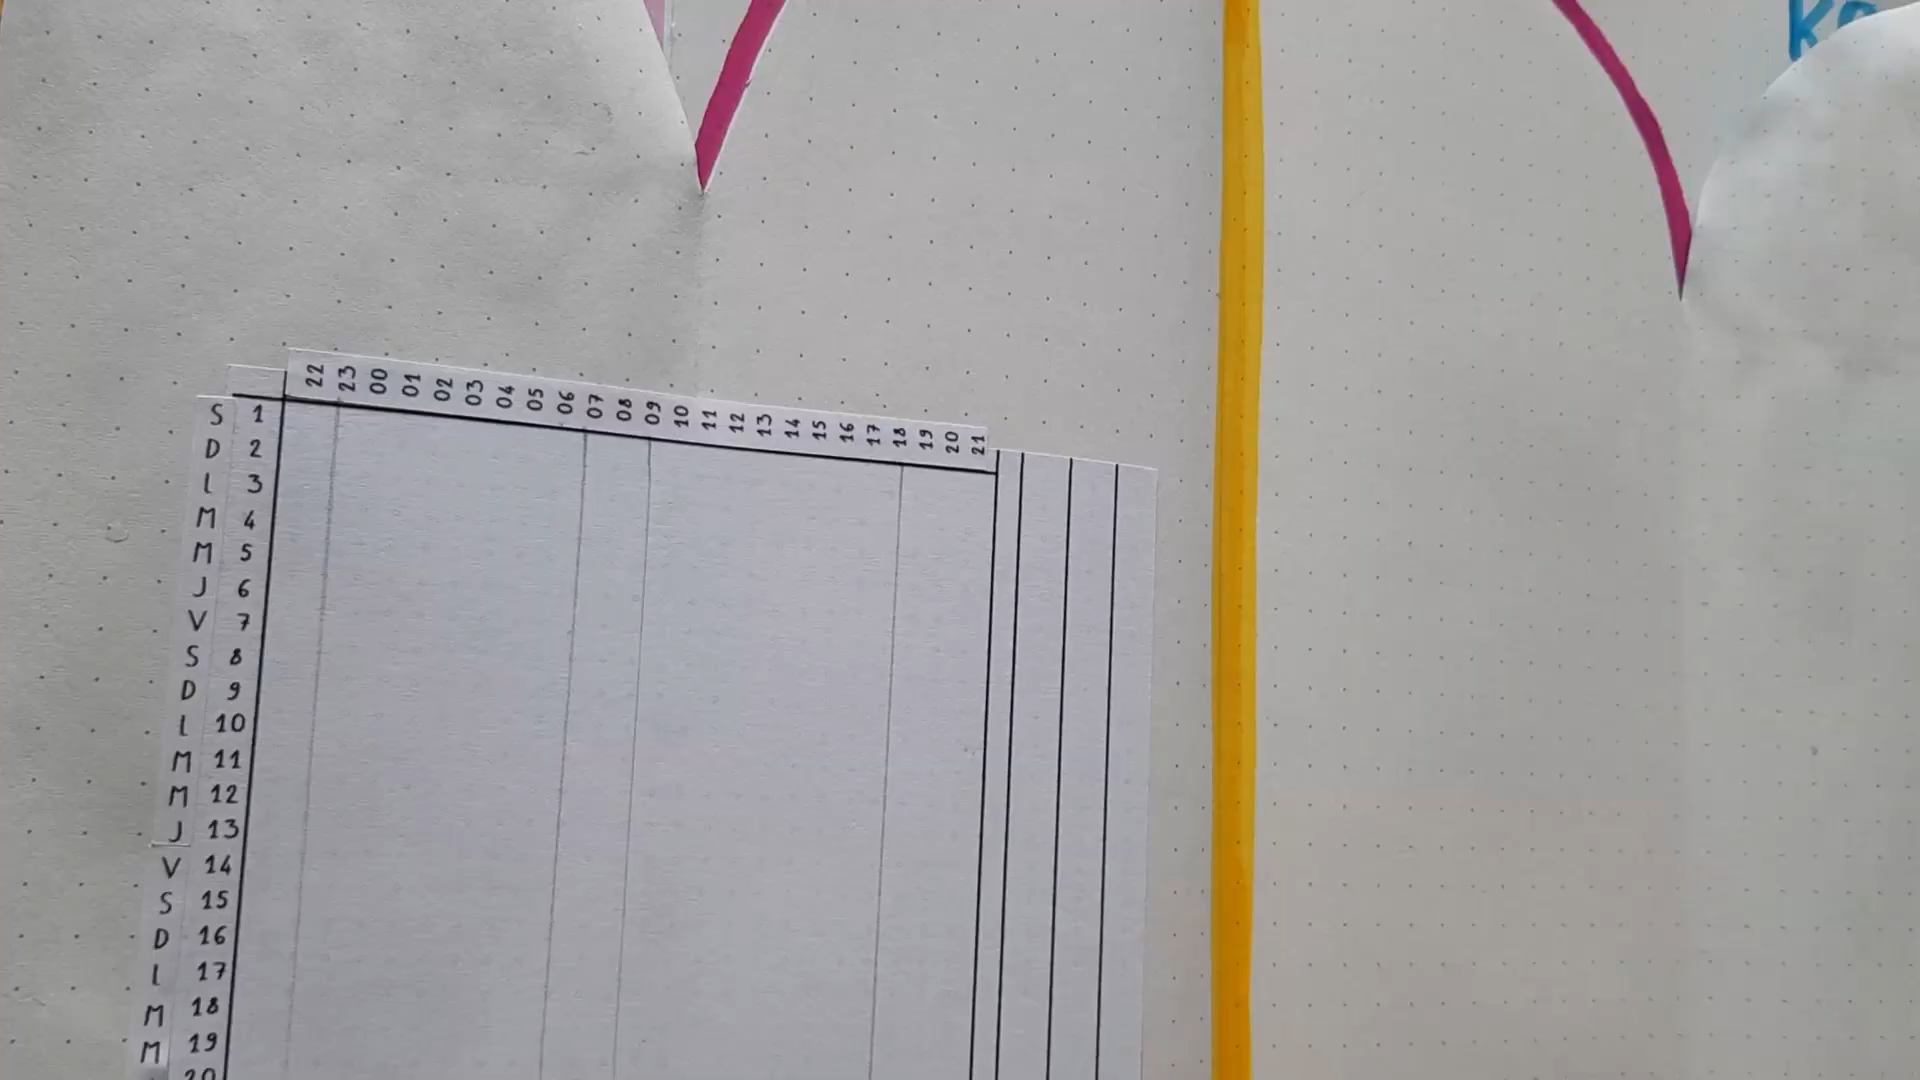 22 23 00 01 02 03 04 05 06 07 08 09 10 11 12 13 14 15 16 17 18 19 20 21
S 1
D 2
l 3
M 4
M 5
J 6
V 7
S 8
D 9
l 10
M 11
M 12
J 13
V 14
S 15
D 16
l 17
M 18
M 19
20